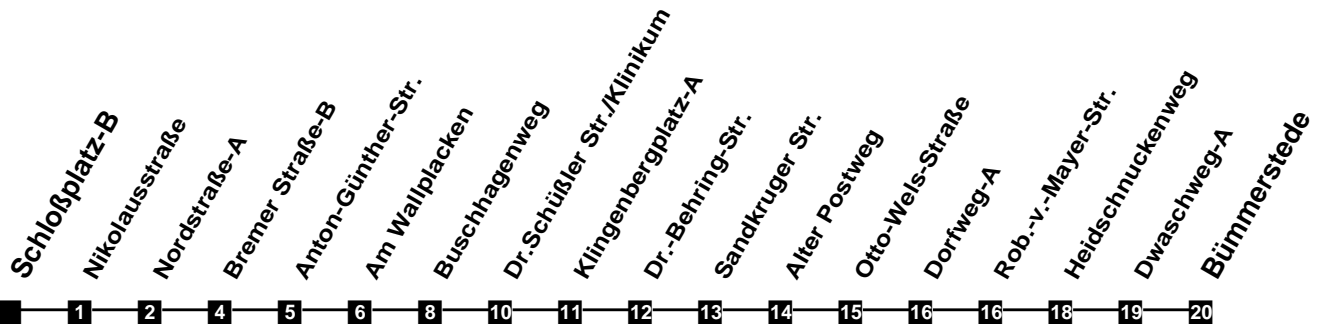 Schloßplatz-B
Nikolausstraße
Nordstraße-A
Bremer Straße-B
Anton-Günther-Str.
Am Wallplacken
Buschhagenweg
Dr.Schüßler Str./Klinikum
Klingenbergplatz-A
Dr.-Behring-Str.
Sandkruger Str.
Alter Postweg
Otto-Wels-Straße
Dorfweg-A
Rob.-v.-Mayer-Str.
Heidschnuckenweg
Dwaschweg-A
Bümmerstede
1 2 4 5 6 8 10 11 12 13 14 15 16 16 18 19 20